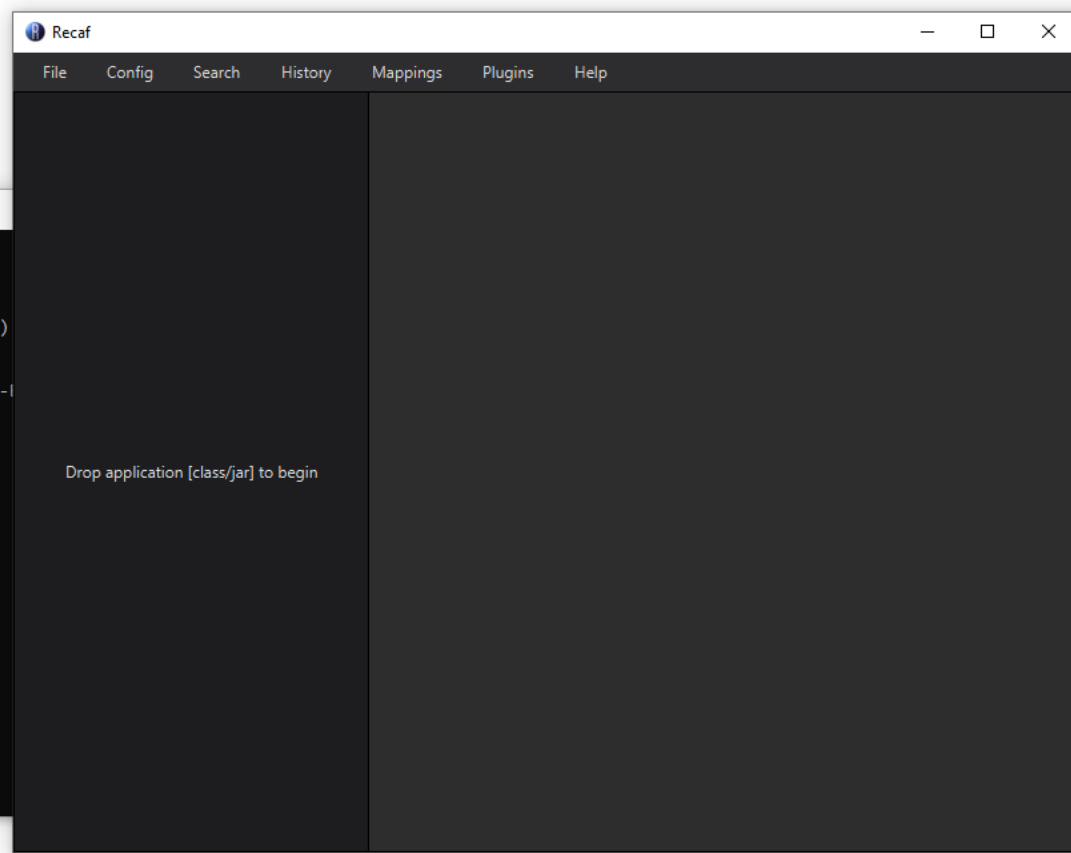 Recaf
File Config Search History Mappings Plugins Help
)
Drop application [class/jar] to begin